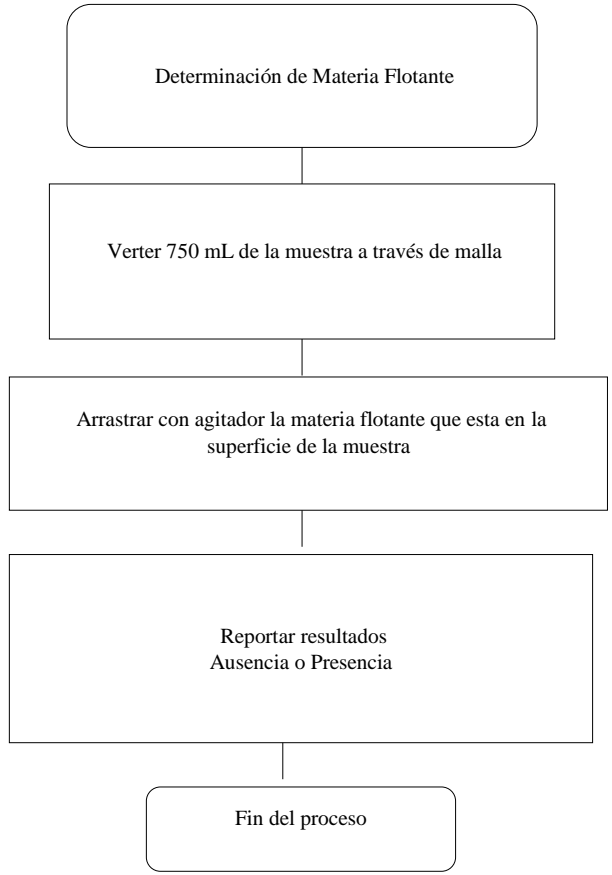 Determinación de Materia Flotante
Verter 750 mL de la muestra a través de malla
Arrastrar con agitador la materia flotante que esta en la
superficie de la muestra
Reportar resultados
Ausencia o Presencia
Fin del proceso